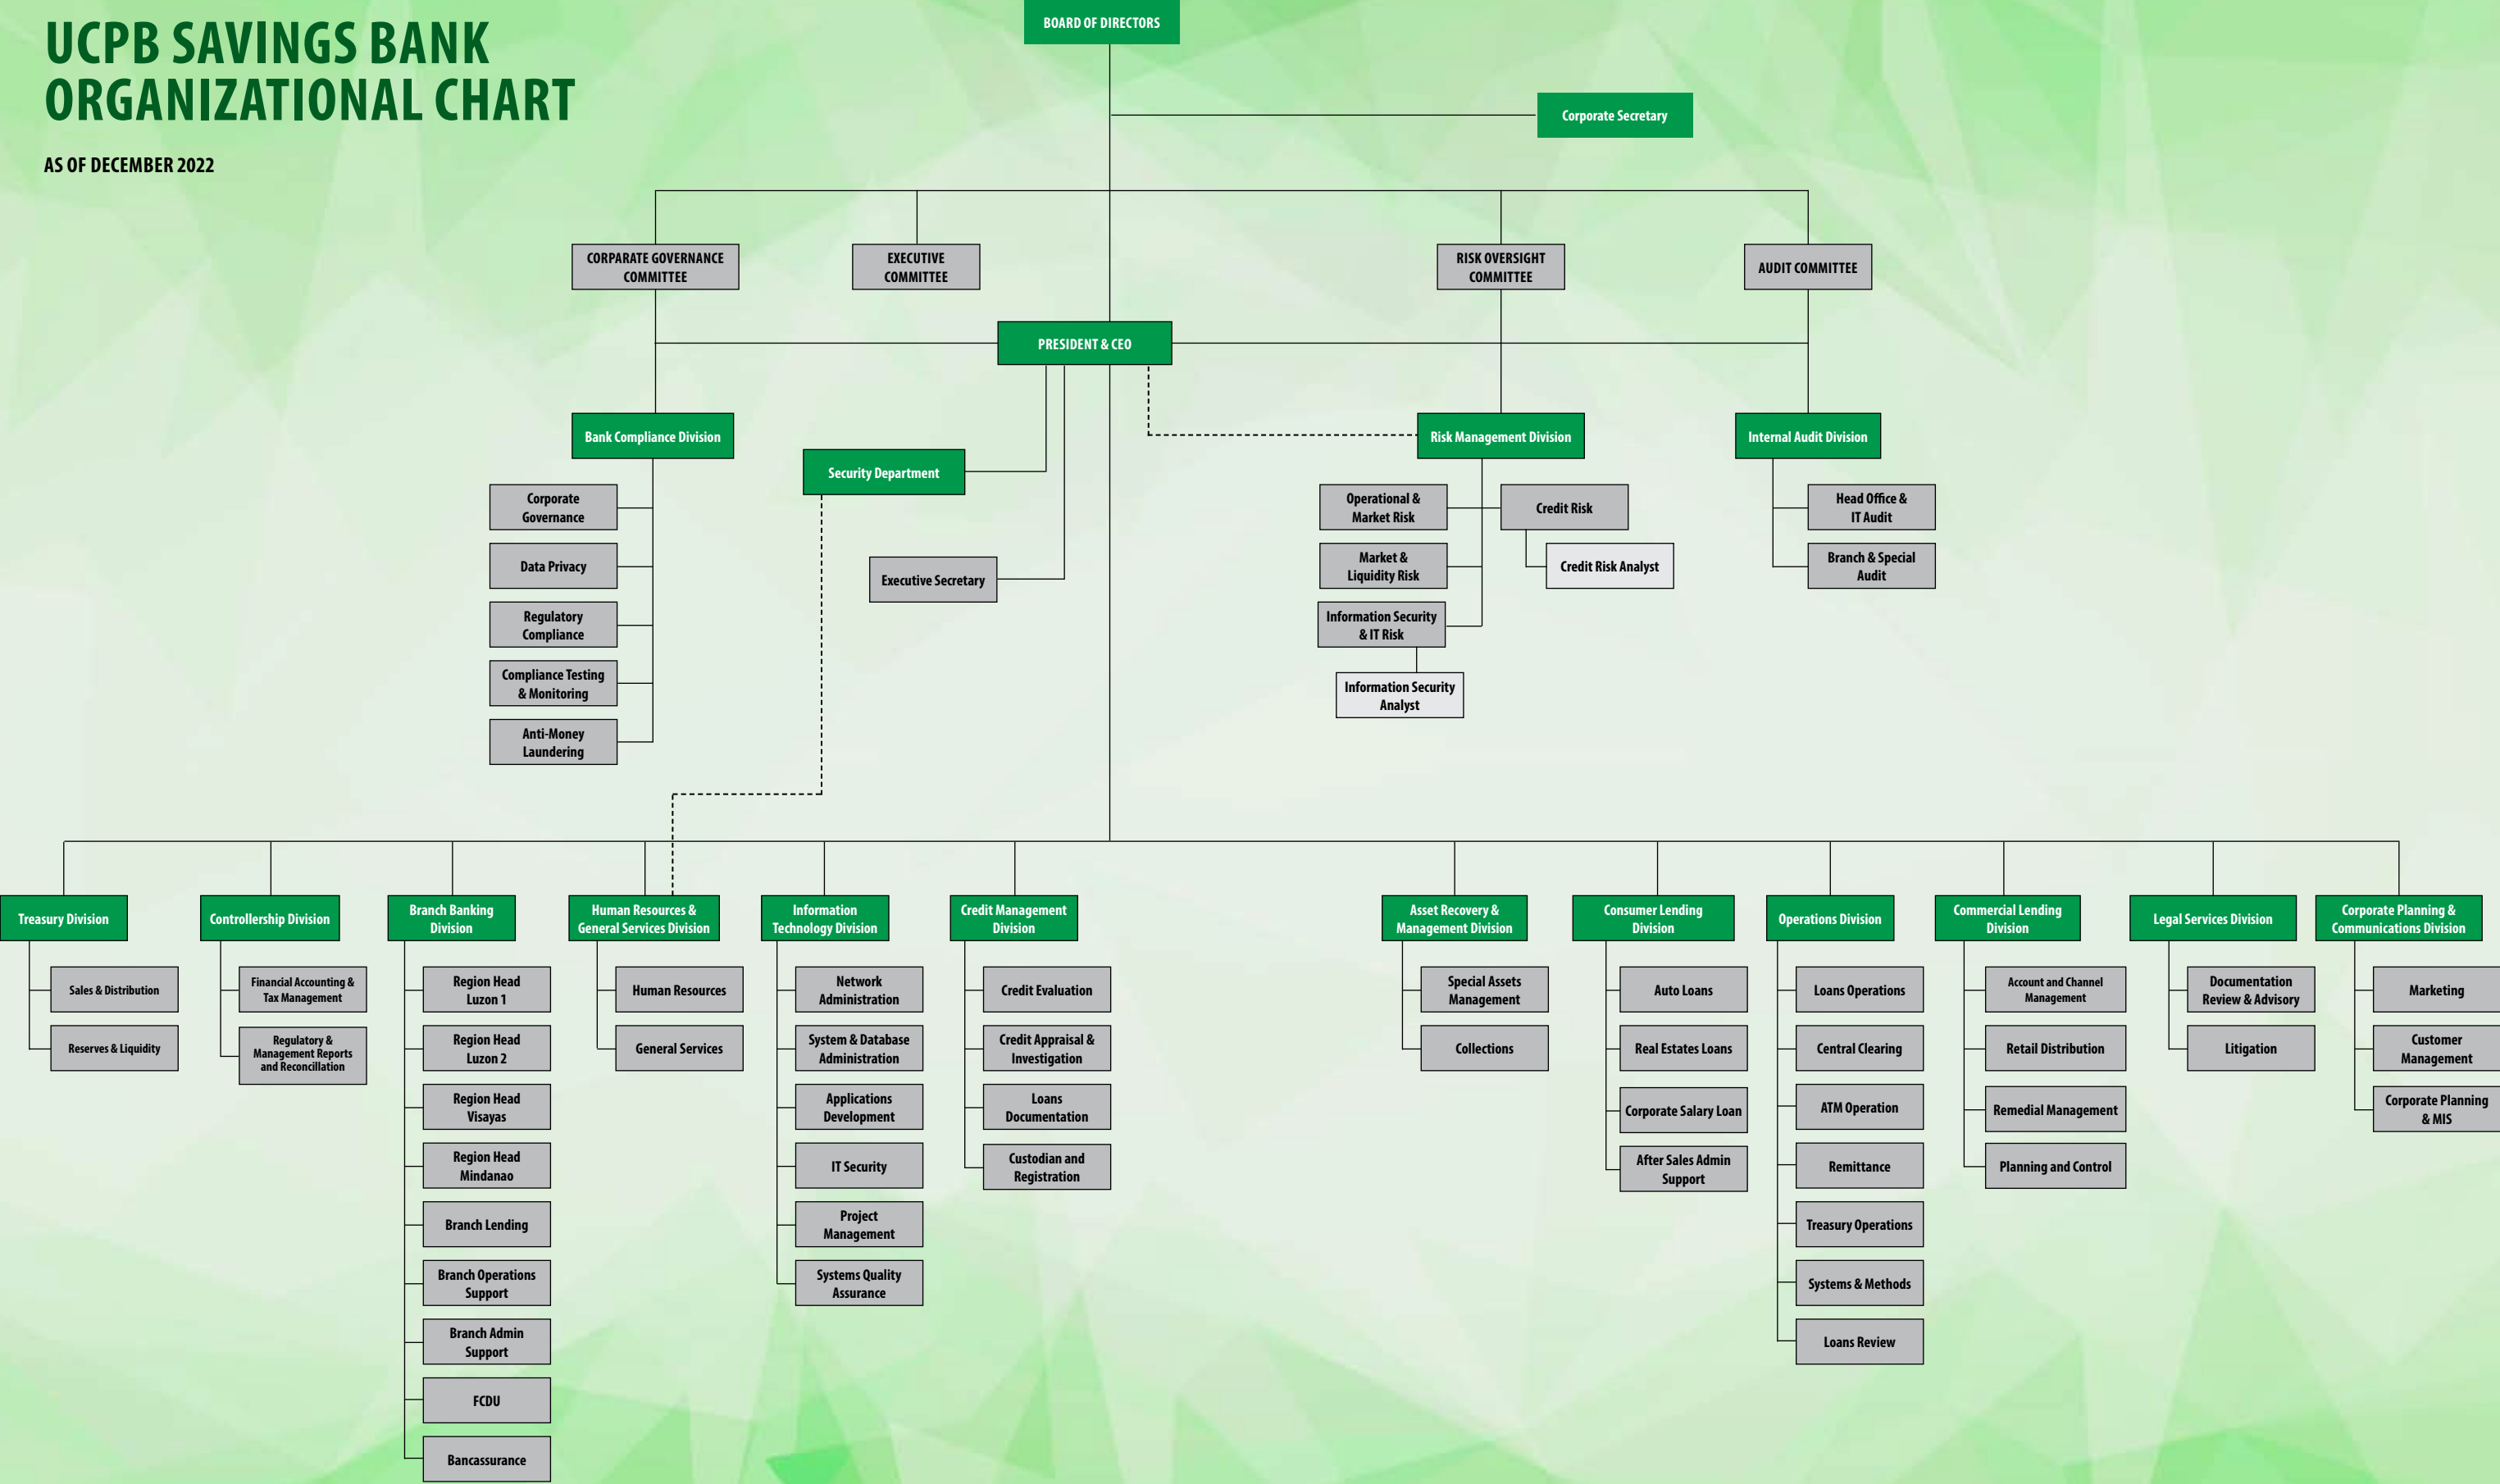 UCPB SAVINGS BANK
ORGANIZATIONAL CHART
AS OF DECEMBER 2022
BOARD OF DIRECTORS
Corporate Secretary
CORPARATE GOVERNANCE
COMMITTEE
EXECUTIVE
COMMITTEE
RISK OVERSIGHT
COMMITTEE
AUDIT COMMITTEE
PRESIDENT & CEO
Bank Compliance Division
Corporate
Governance
Data Privacy
Regulatory
Compliance
Compliance Testing
& Monitoring
Anti-Money
Laundering
Security Department
Executive Secretary
Risk Management Division
Operational &
Market Risk
Credit Risk
Market &
Liquidity Risk
Credit Risk Analyst
Information Security
& IT Risk
Information Security
Analyst
Internal Audit Division
Head Office &
IT Audit
Branch & Special
Audit
Treasury Division
Sales & Distribution
Reserves & Liquidity
Controllership Division
Financial Accounting &
Tax Management
Regulatory &
Management Reports
and Reconcillation
Branch Banking
Division
Region Head
Luzon 1
Region Head
Luzon 2
Region Head
Visayas
Region Head
Mindanao
Branch Lending
Branch Operations
Support
Branch Admin
Support
FCDU
Bancassurance
Human Resources &
General Services Division
Human Resources
General Services
Information
Technology Division
Network
Administration
System & Database
Administration
Applications
Development
IT Security
Project
Management
Systems Quality
Assurance
Credit Management
Division
Credit Evaluation
Credit Appraisal &
Investigation
Loans
Documentation
Custodian and
Registration
Asset Recovery &
Management Division
Special Assets
Management
Collections
Consumer Lending
Division
Auto Loans
Real Estates Loans
Corporate Salary Loan
After Sales Admin
Support
Operations Division
Loans Operations
Central Clearing
ATM Operation
Remittance
Treasury Operations
Systems & Methods
Loans Review
Commercial Lending
Division
Account and Channel
Management
Retail Distribution
Remedial Management
Planning and Control
Legal Services Division
Documentation
Review & Advisory
Litigation
Corporate Planning &
Communications Division
Marketing
Customer
Management
Corporate Planning
& MIS